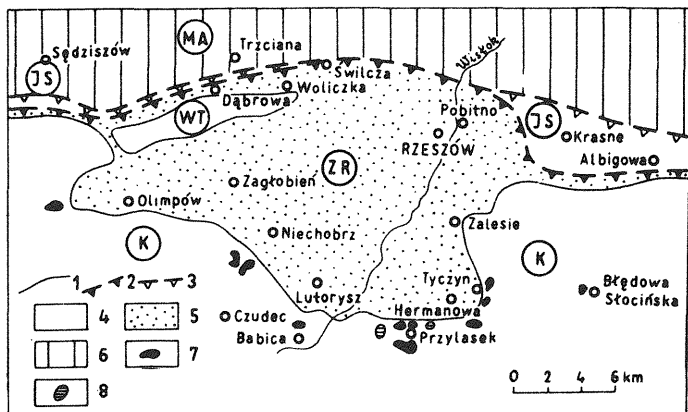 MA
Trzciana
Wisłok
Sędziszów
JS
Świlcza
Woliczka
Dąbrowa
WT
Pobitno
JS
Krasne
RZESZÓW
Albigowa
ZR
Zagłobień
Olimpów
Zalesie
K
Niechobrz
K
Tyczyn
1 2 3
Lutorysz
Hermanowa
Błędowa
Słocińska
4 5
Czudec
Babica
Przylasek
6 7
8
0 2 4 6 km